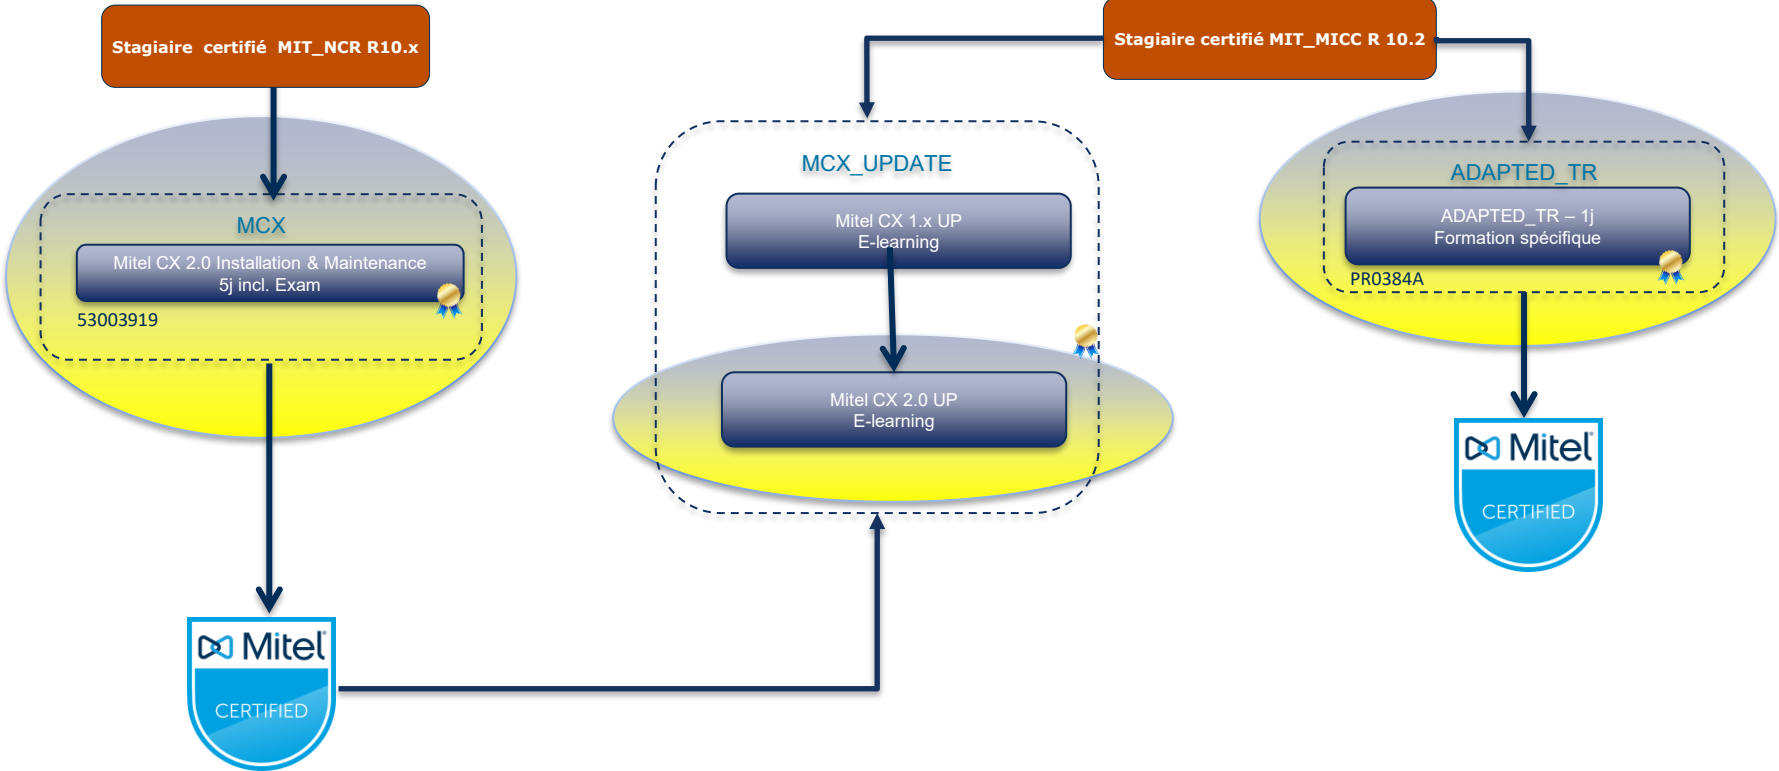 Stagiaire certifié MIT_NCR R10.x
MCX
Mitel CX 2.0 Installation & Maintenance
5j incl. Exam
53003919
Mitel
CERTIFIED
Stagiaire certifié MIT_MICC R 10.2
MCX_UPDATE
Mitel CX 1.x UP
E-learning
Mitel CX 2.0 UP
E-learning
ADAPTED_TR
ADAPTED_TR – 1j
Formation spécifique
PR0384A
Mitel
CERTIFIED